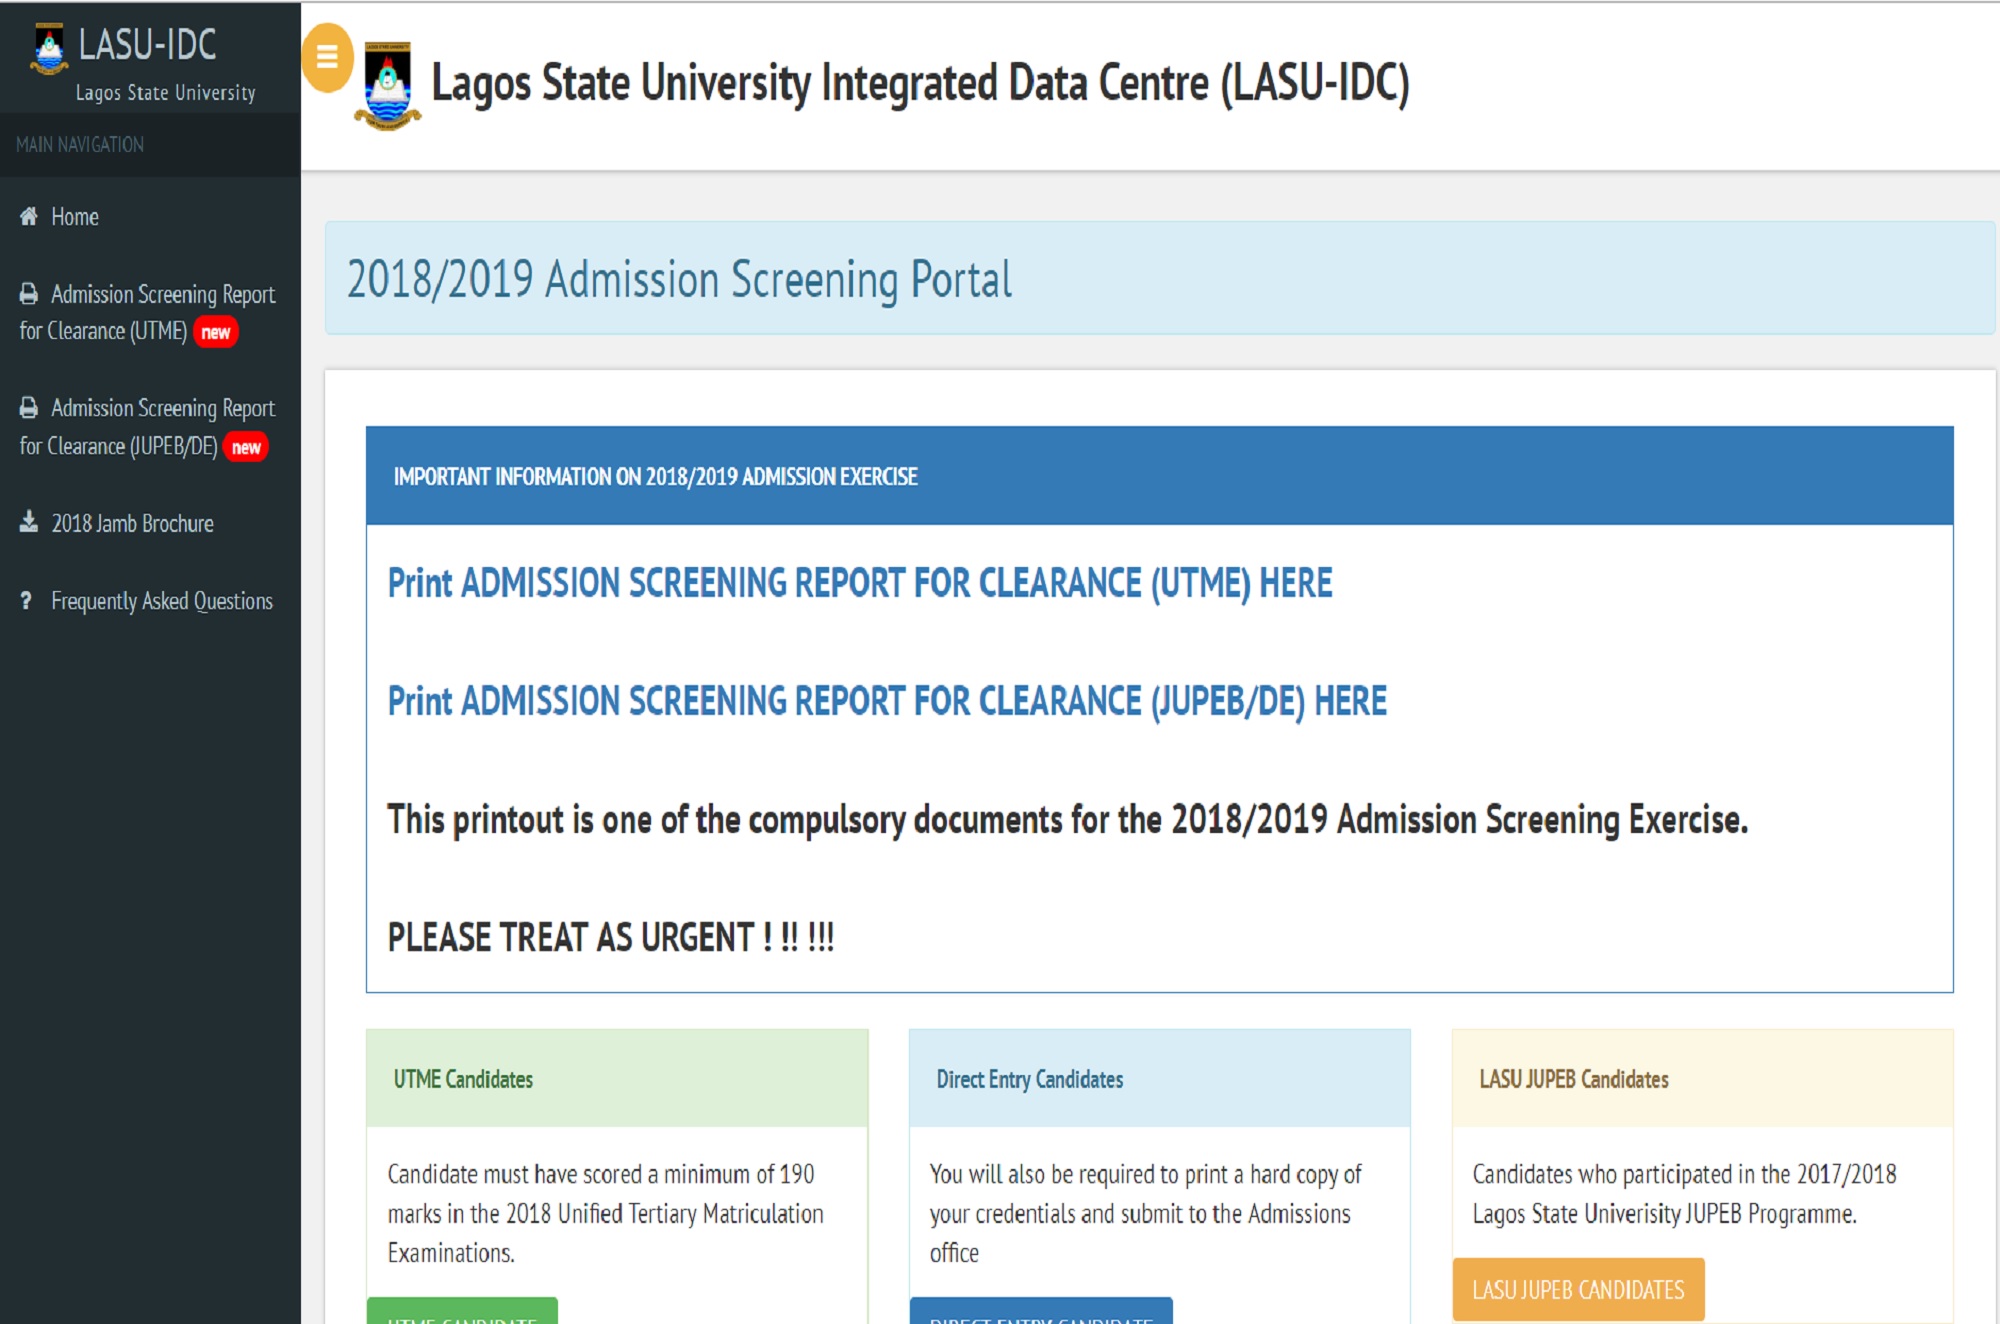 LASU-IDC
Lagos State University
MAIN NAVIGATION
Home
Admission Screening Report
for Clearance (UTME) new
Admission Screening Report
for Clearance (JUPEB/DE) new
2018 Jamb Brochure
Frequently Asked Questions
Lagos State University Integrated Data Centre (LASU-IDC)
2018/2019 Admission Screening Portal
IMPORTANT INFORMATION ON 2018/2019 ADMISSION EXERCISE
Print ADMISSION SCREENING REPORT FOR CLEARANCE (UTME) HERE
Print ADMISSION SCREENING REPORT FOR CLEARANCE (JUPEB/DE) HERE
This printout is one of the compulsory documents for the 2018/2019 Admission Screening Exercise.
PLEASE TREAT AS URGENT ! !! !!!
UTME Candidates
Candidate must have scored a minimum of 190
marks in the 2018 Unified Tertiary Matriculation
Examinations.
UTME CANDIDATE
Direct Entry Candidates
You will also be required to print a hard copy of
your credentials and submit to the Admissions
office
DIRECT ENTRY CANDIDATE
LASU JUPEB Candidates
Candidates who participated in the 2017/2018
Lagos State Univerisity JUPEB Programme.
LASU JUPEB CANDIDATES